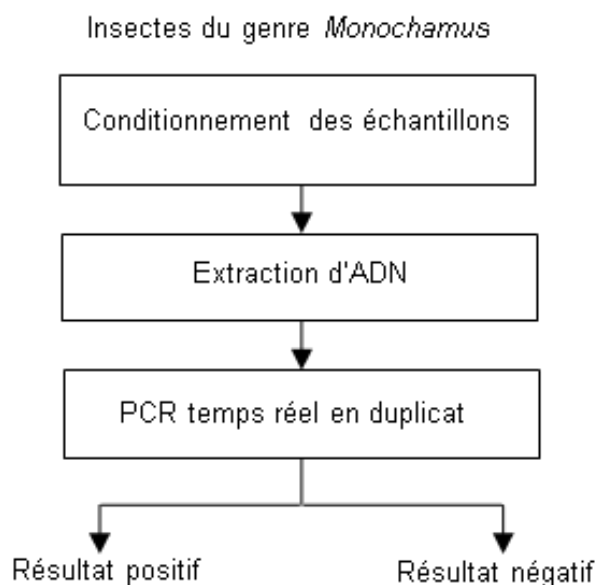 Insectes du genre Monochamus
Conditionnement des échantillons
Extraction d'ADN
PCR temps réel en duplicat
Résultat positif
Résultat négatif